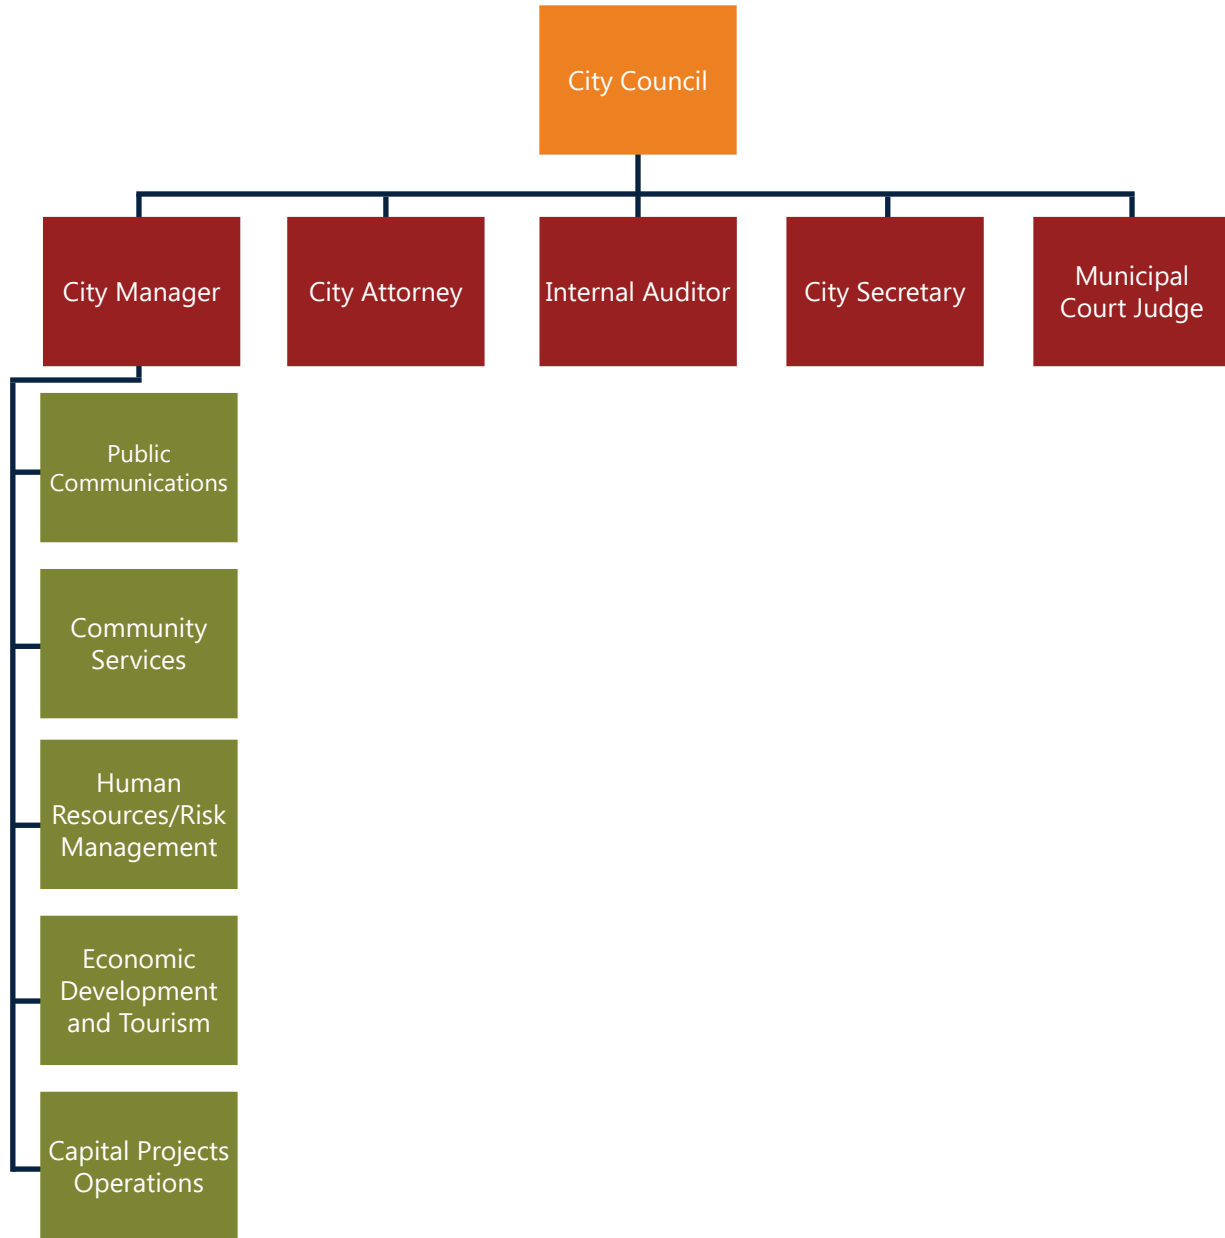 City Council
City Manager
City Attorney
Internal Auditor
City Secretary
Municipal
Court Judge
Public
Communications
Community
Services
Human
Resources/Risk
Management
Economic
Development
and Tourism
Capital Projects
Operations